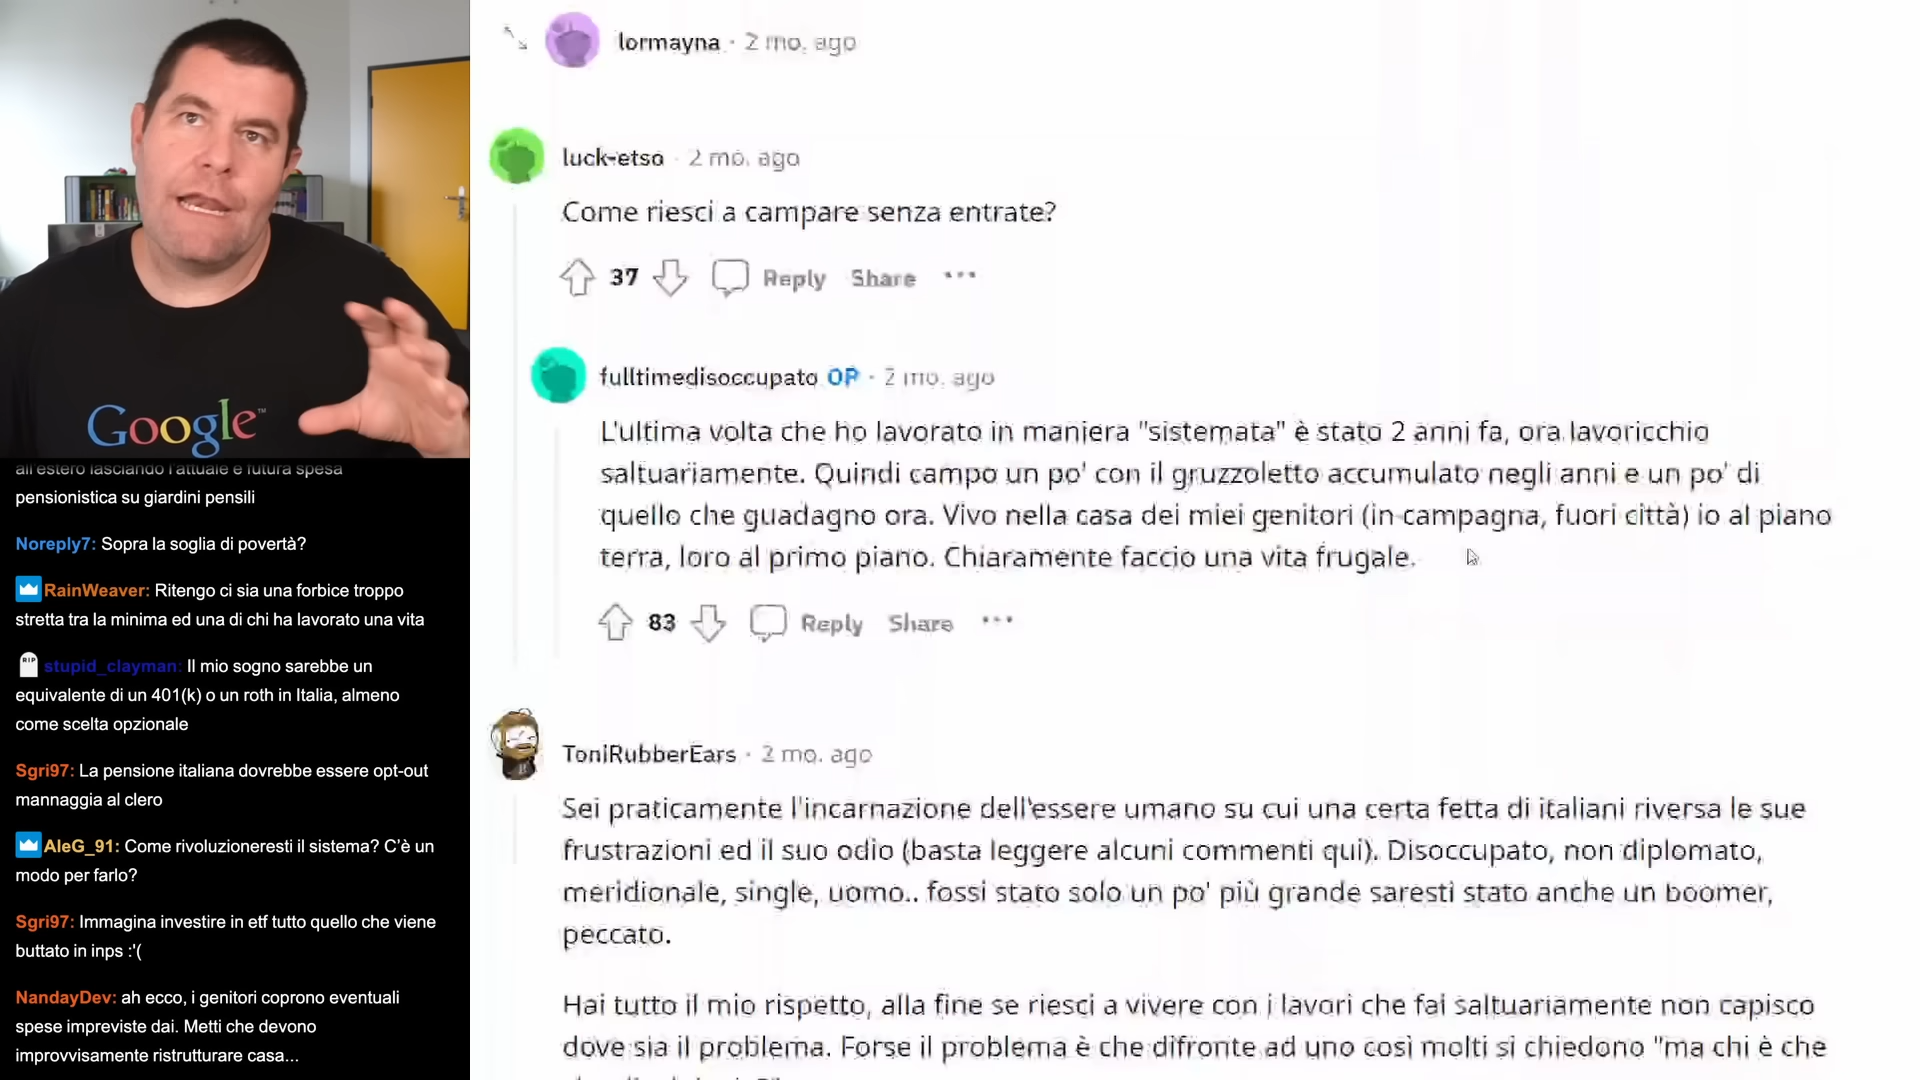 Google™
all'estero lasciando l'attuale e futura spesa
pensionistica su giardini pensili
Noreply7: Sopra la soglia di povertà?
RainWeaver: Ritengo ci sia una forbice troppo
stretta tra la minima ed una di chi ha lavorato una vita
RIP stupid_clayman: Il mio sogno sarebbe un
equivalente di un 401(k) o un roth in Italia, almeno
come scelta opzionale
Sgri97: La pensione italiana dovrebbe essere opt-out
mannaggia al clero
AleG_91: Come rivoluzioneresti il sistema? C'è un
modo per farlo?
Sgri97: Immagina investire in etf tutto quello che viene
buttato in inps :'(
NandayDev: ah ecco, i genitori coprono eventuali
spese impreviste dai. Metti che devono
improvvisamente ristrutturare casa...
lormayna · 2 mo. ago
luck-etso · 2 mo. ago
Come riesci a campare senza entrate?
37 Reply Share ···
fulltimedisoccupato OP · 2 mo. ago
L'ultima volta che ho lavorato in maniera "sistemata" è stato 2 anni fa, ora lavoricchio
saltuariamente. Quindi campo un po' con il gruzzoletto accumulato negli anni e un po' di
quello che guadagno ora. Vivo nella casa dei miei genitori (in campagna, fuori città) io al piano
terra, loro al primo piano. Chiaramente faccio una vita frugale.
83 Reply Share ···
ToniRubberEars · 2 mo. ago
Sei praticamente l'incarnazione dell'essere umano su cui una certa fetta di italiani riversa le sue
frustrazioni ed il suo odio (basta leggere alcuni commenti qui). Disoccupato, non diplomato,
meridionale, single, uomo.. fossi stato solo un po' più grande saresti stato anche un boomer,
peccato.
Hai tutto il mio rispetto, alla fine se riesci a vivere con i lavori che fai saltuariamente non capisco
dove sia il problema. Forse il problema è che difronte ad uno così molti si chiedono "ma chi è che